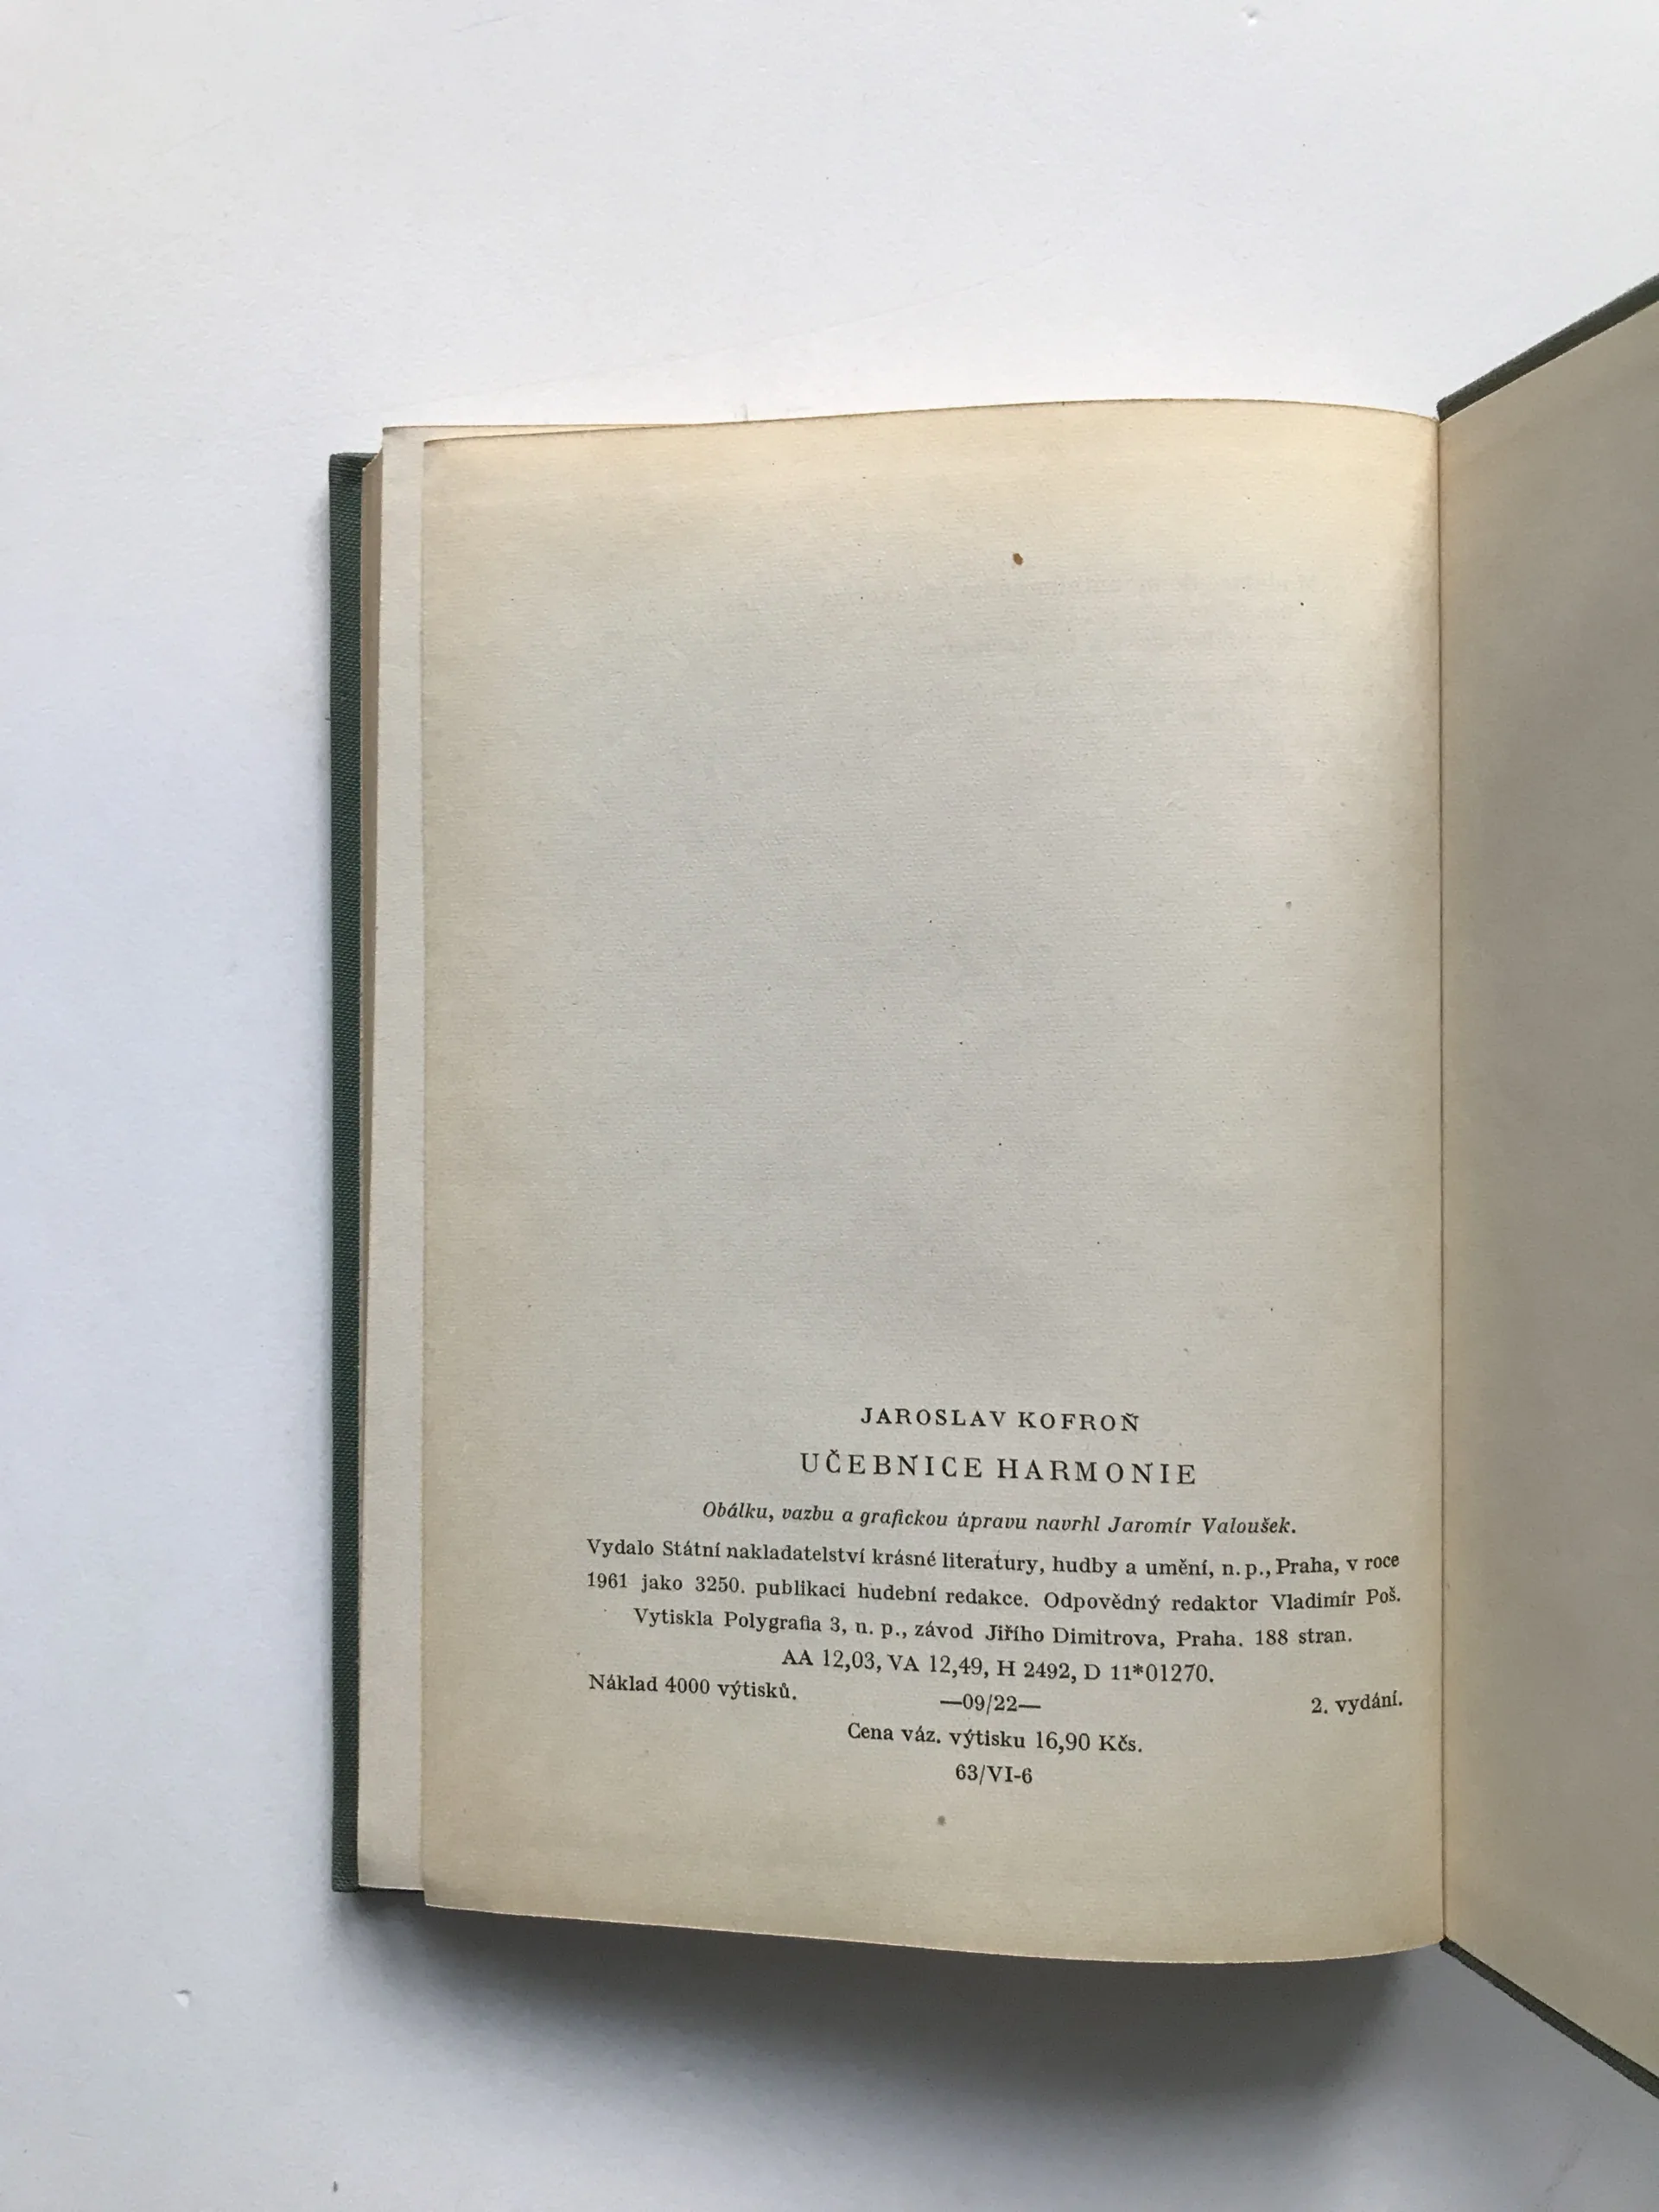 JAROSLAV KOFROŇ
UČEBNICE HARMONIE
Obálku, vazbu a grafickou úpravu navrhl Jaromír Valoušek.
Vydalo Státní nakladatelství krásné literatury, hudby a umění, n. p., Praha, v roce
1961 jako 3250. publikaci hudební redakce. Odpovědný redaktor Vladimír Poš.
Vytiskla Polygrafia 3, n. p., závod Jiřího Dimitrova, Praha. 188 stran.
AA 12,03, VA 12,49, H 2492, D 11*01270.
Náklad 4000 výtisků. —09/22— 2. vydání.
Cena váz. výtisku 16,90 Kčs.
63/VI-6